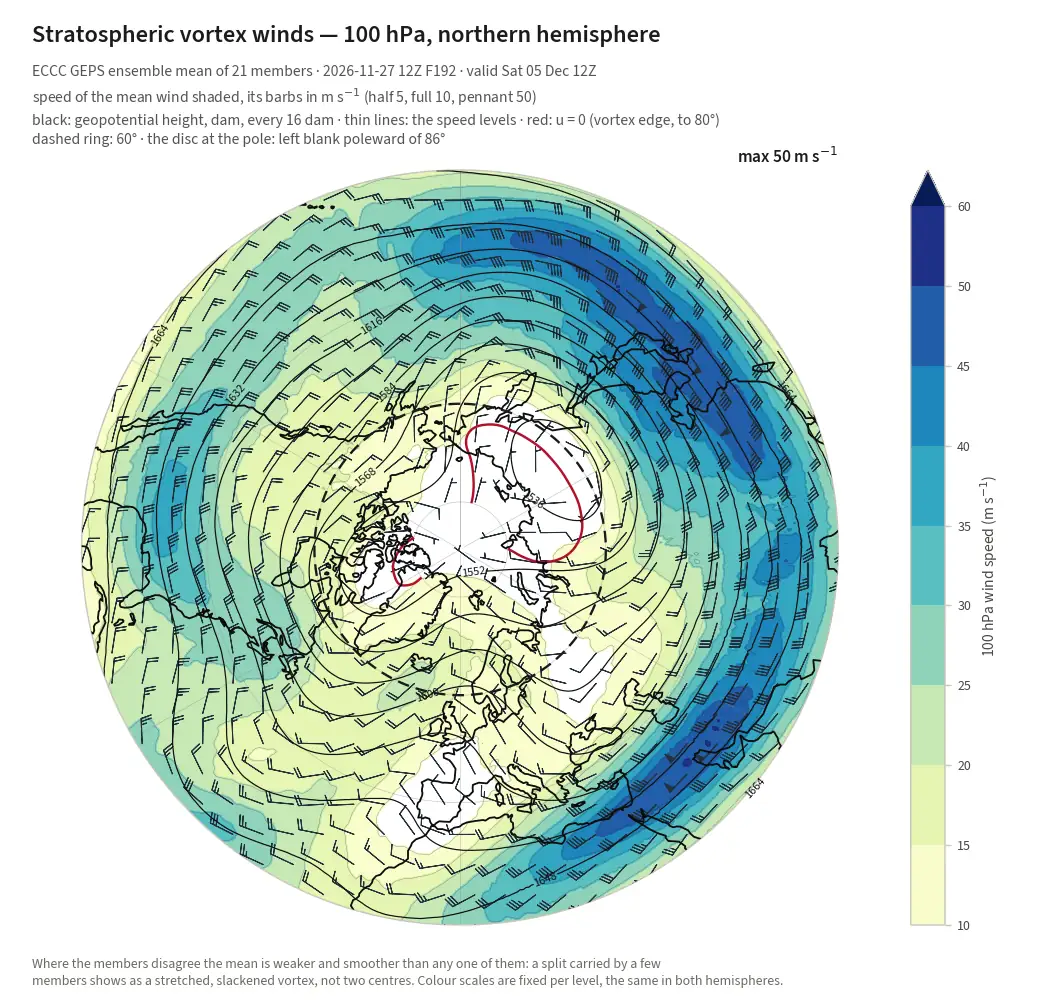 Stratospheric vortex winds — 100 hPa, northern hemisphere
ECCC GEPS ensemble mean of 21 members · 2026-11-27 12Z F192 · valid Sat 05 Dec 12Z
speed of the mean wind shaded, its barbs in m s⁻¹ (half 5, full 10, pennant 50)
black: geopotential height, dam, every 16 dam · thin lines: the speed levels · red: u = 0 (vortex edge, to 80°)
dashed ring: 60° · the disc at the pole: left blank poleward of 86°
max 50 m s⁻¹
60
50
45
40
35
30
25
20
15
10
100 hPa wind speed (m s⁻¹)
1664
1616
1632
1584
1664
1568
1536
1552
1600
1664
1648
Where the members disagree the mean is weaker and smoother than any one of them: a split carried by a few
members shows as a stretched, slackened vortex, not two centres. Colour scales are fixed per level, the same in both hemispheres.